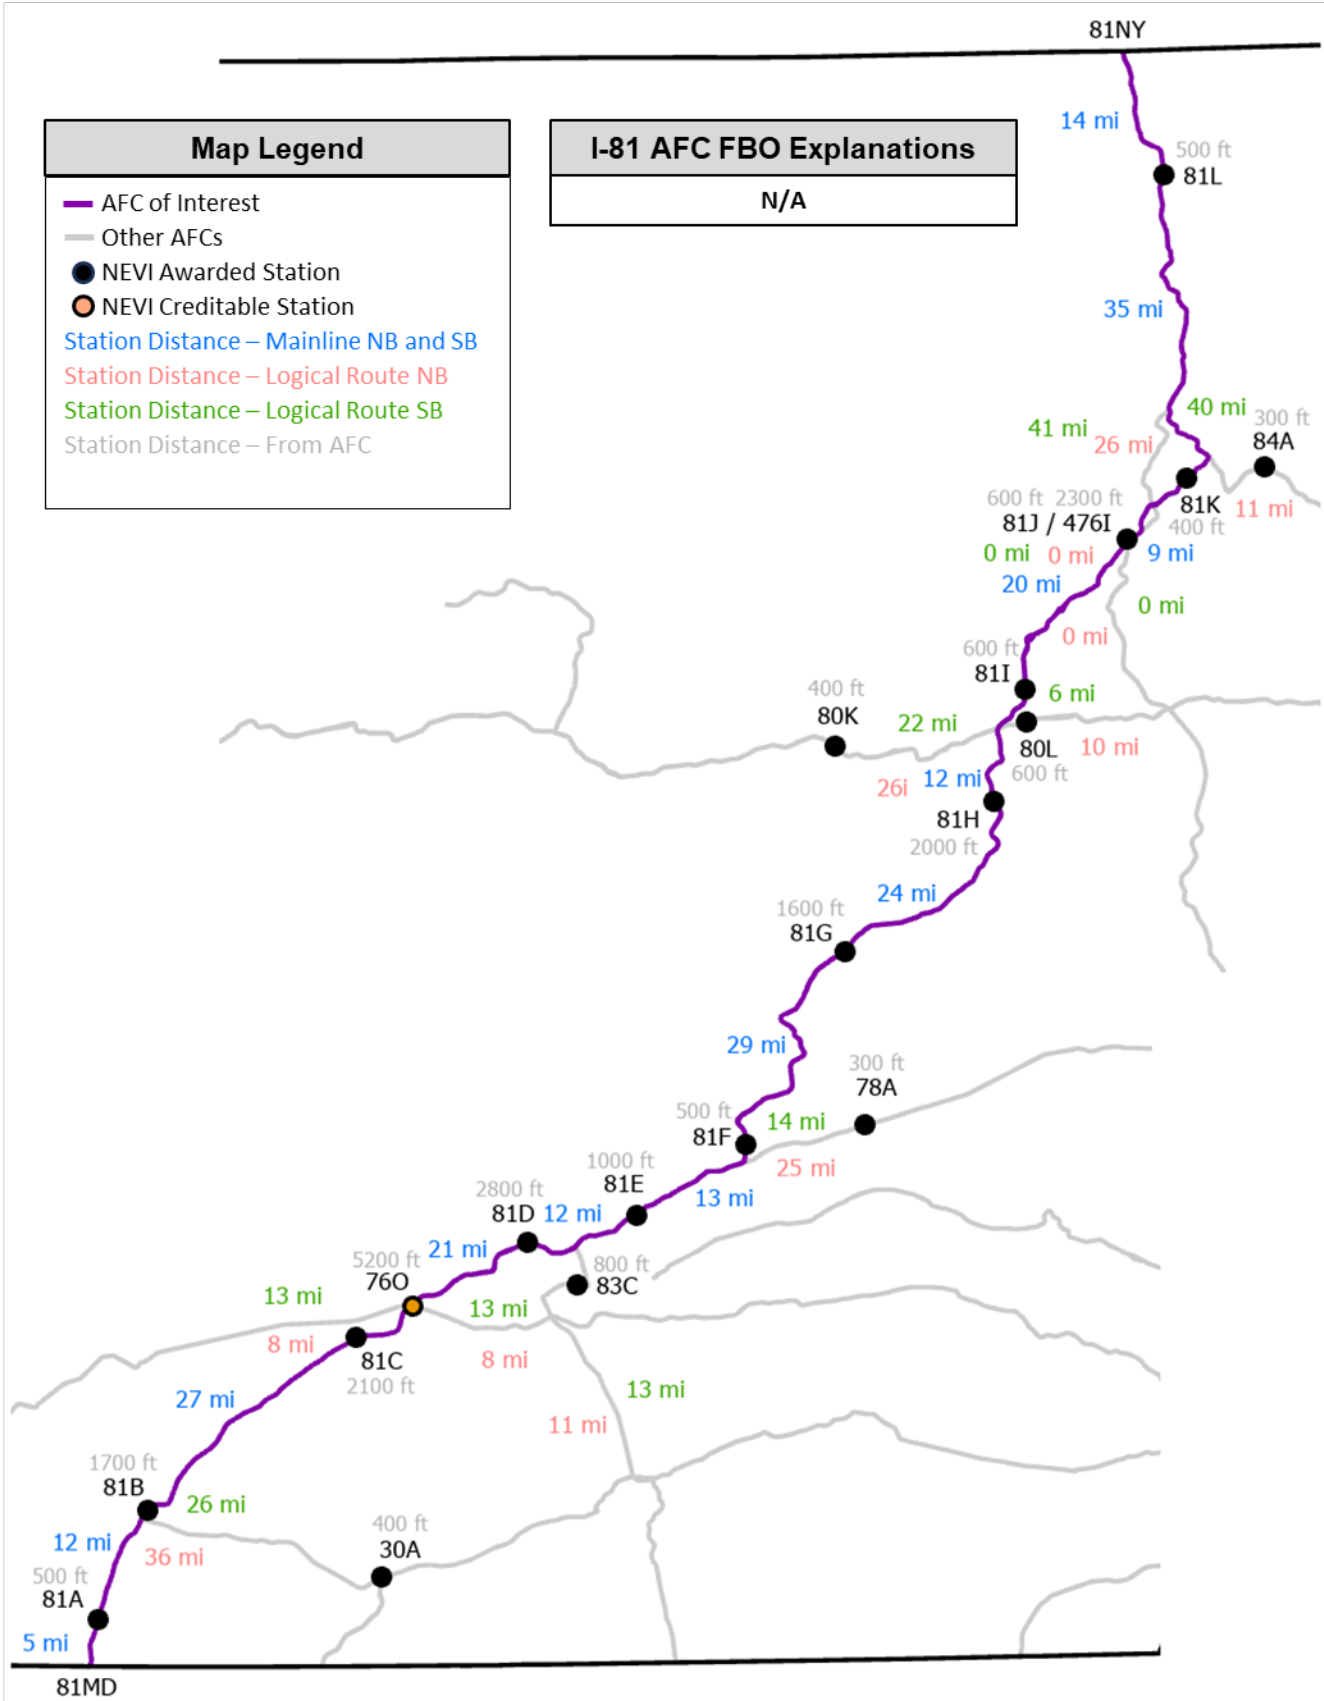 81NY
14 mi
500 ft
81L
Map Legend
AFC of Interest
Other AFCs
NEVI Awarded Station
NEVI Creditable Station
Station Distance – Mainline NB and SB
Station Distance – Logical Route NB
Station Distance – Logical Route SB
Station Distance – From AFC
I-81 AFC FBO Explanations
N/A
35 mi
40 mi
41 mi
26 mi
300 ft
84A
600 ft 2300 ft
81J / 476I
81K
11 mi
400 ft
0 mi 0 mi
9 mi
20 mi
0 mi
0 mi
600 ft
81I
6 mi
400 ft
80K
22 mi
80L
10 mi
600 ft
26i
12 mi
81H
2000 ft
24 mi
1600 ft
81G
29 mi
300 ft
78A
500 ft
81F
14 mi
25 mi
1000 ft
81E
13 mi
2800 ft
81D
12 mi
21 mi
5200 ft
76O
800 ft
83C
13 mi
13 mi
8 mi
8 mi
81C
2100 ft
27 mi
13 mi
11 mi
1700 ft
81B
26 mi
12 mi
36 mi
400 ft
30A
500 ft
81A
5 mi
81MD